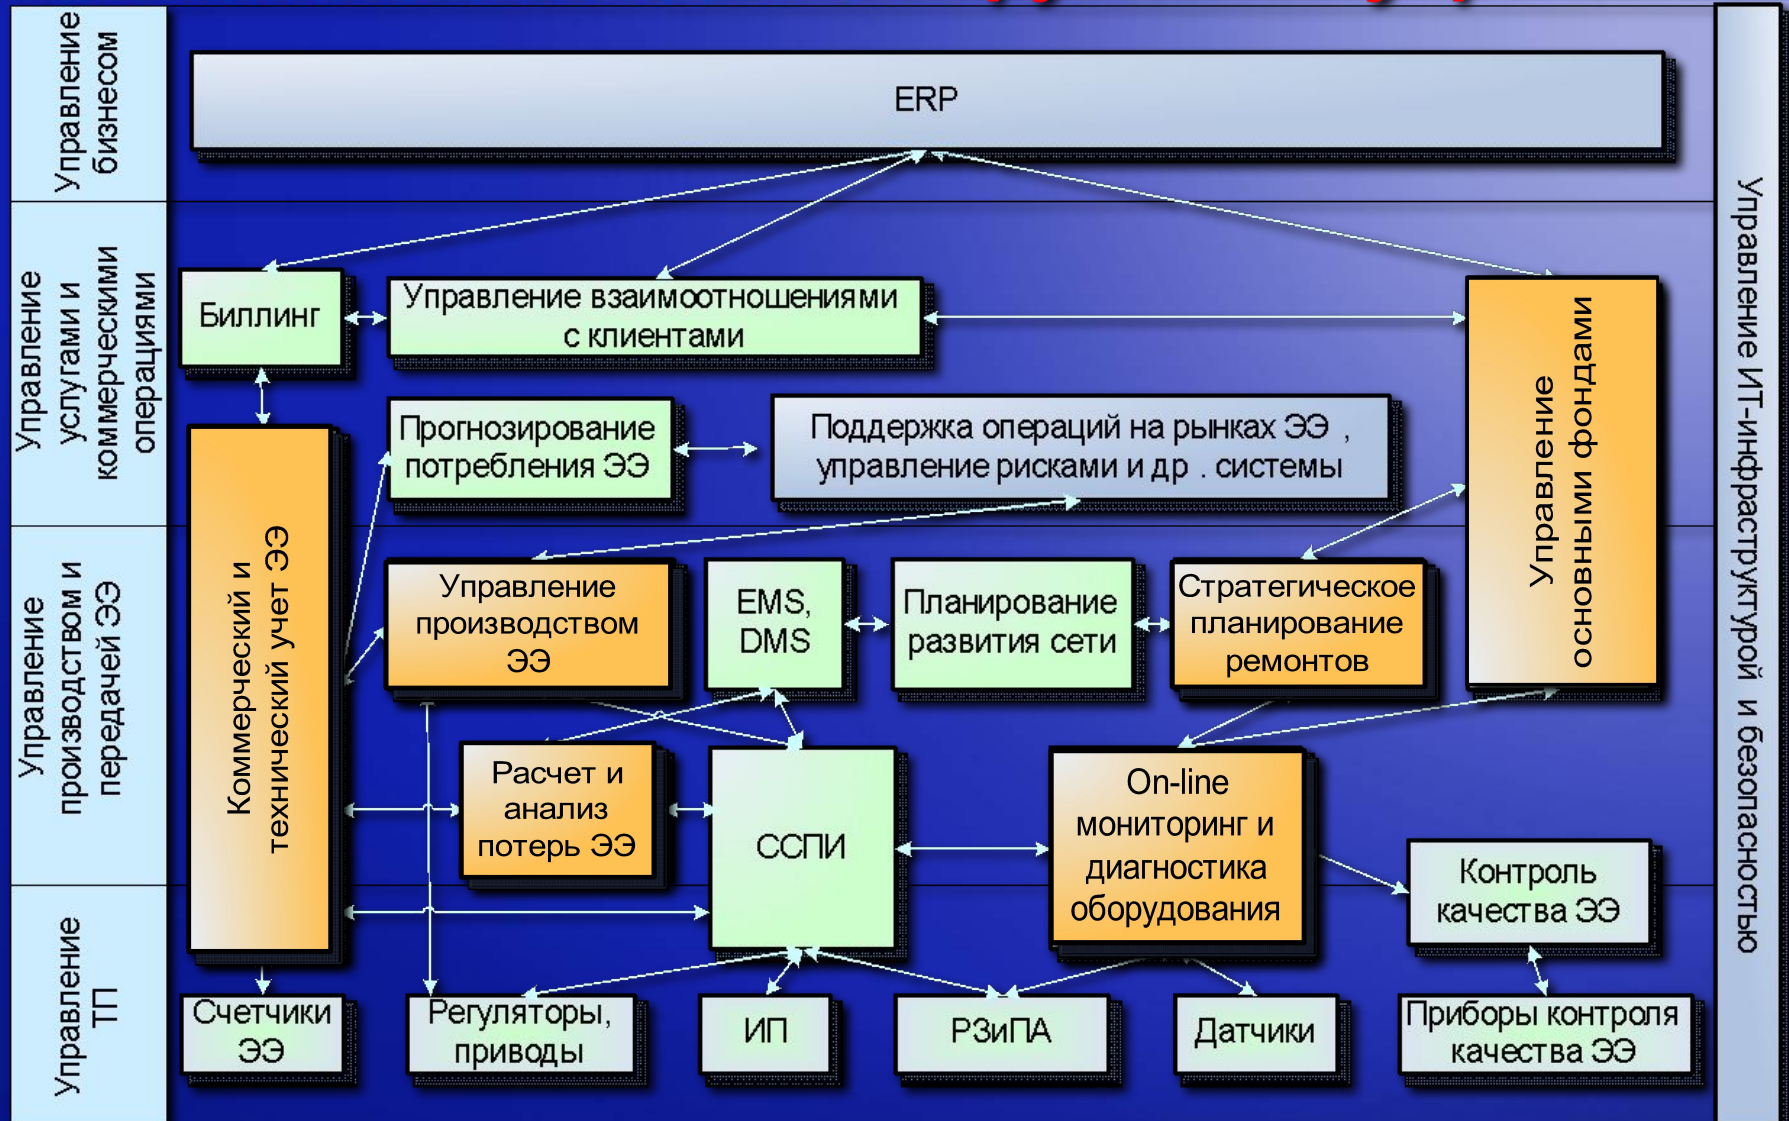 Управление
бизнесом
ERP
Управление
услугами и
коммерческими
операциями
Биллинг
Управление взаимоотношениями
с клиентами
Прогнозирование
потребления ЭЭ
Поддержка операций на рынках ЭЭ ,
управление рисками и др . системы
Управление
основными фондами
Управление
производством и
передачей ЭЭ
Коммерческий и
технический учет ЭЭ
Управление
производством
ЭЭ
EMS,
DMS
Планирование
развития сети
Стратегическое
планирование
ремонтов
Расчет и
анализ
потерь ЭЭ
ССПИ
On-line
мониторинг и
диагностика
оборудования
Контроль
качества ЭЭ
Управление
ТП
Счетчики
ЭЭ
Регуляторы,
приводы
ИП
РЗиПА
Датчики
Приборы контроля
качества ЭЭ
Управление ИТ-инфраструктурой и безопасностью